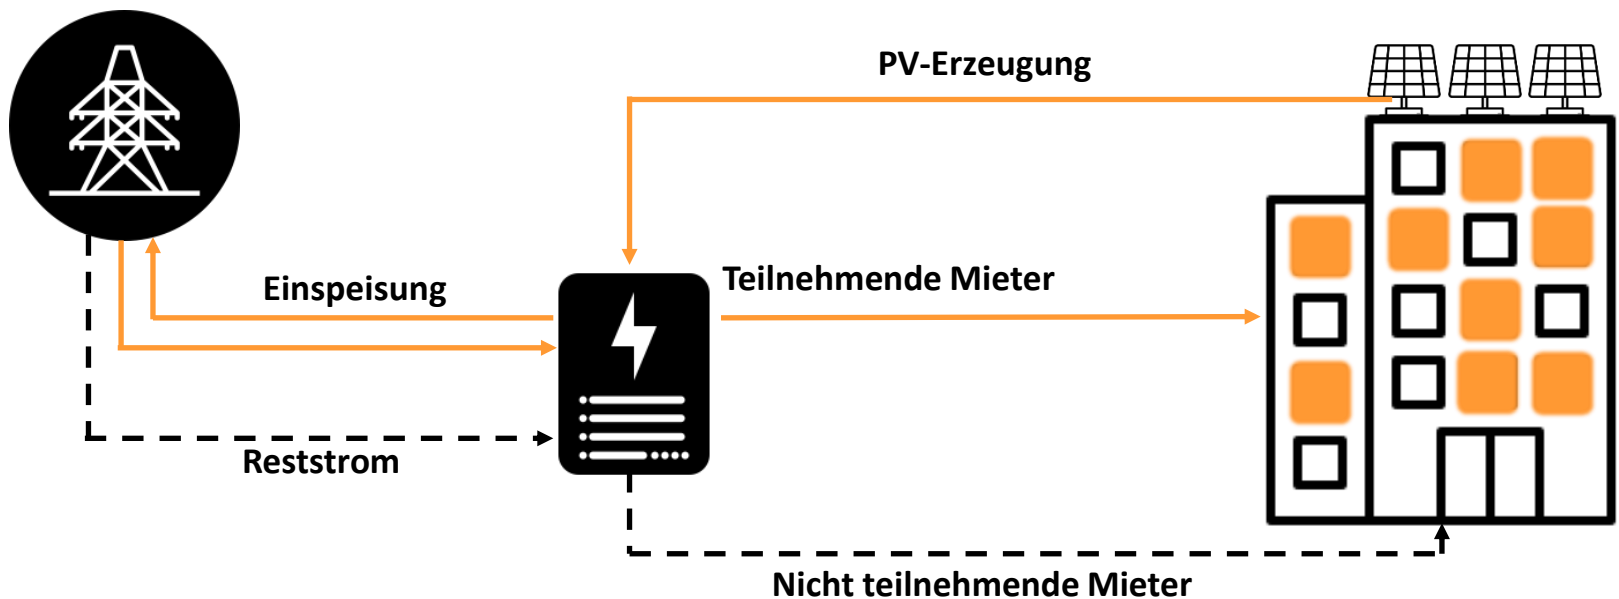 PV-Erzeugung
Teilnehmende Mieter
Einspeisung
Reststrom
Nicht teilnehmende Mieter